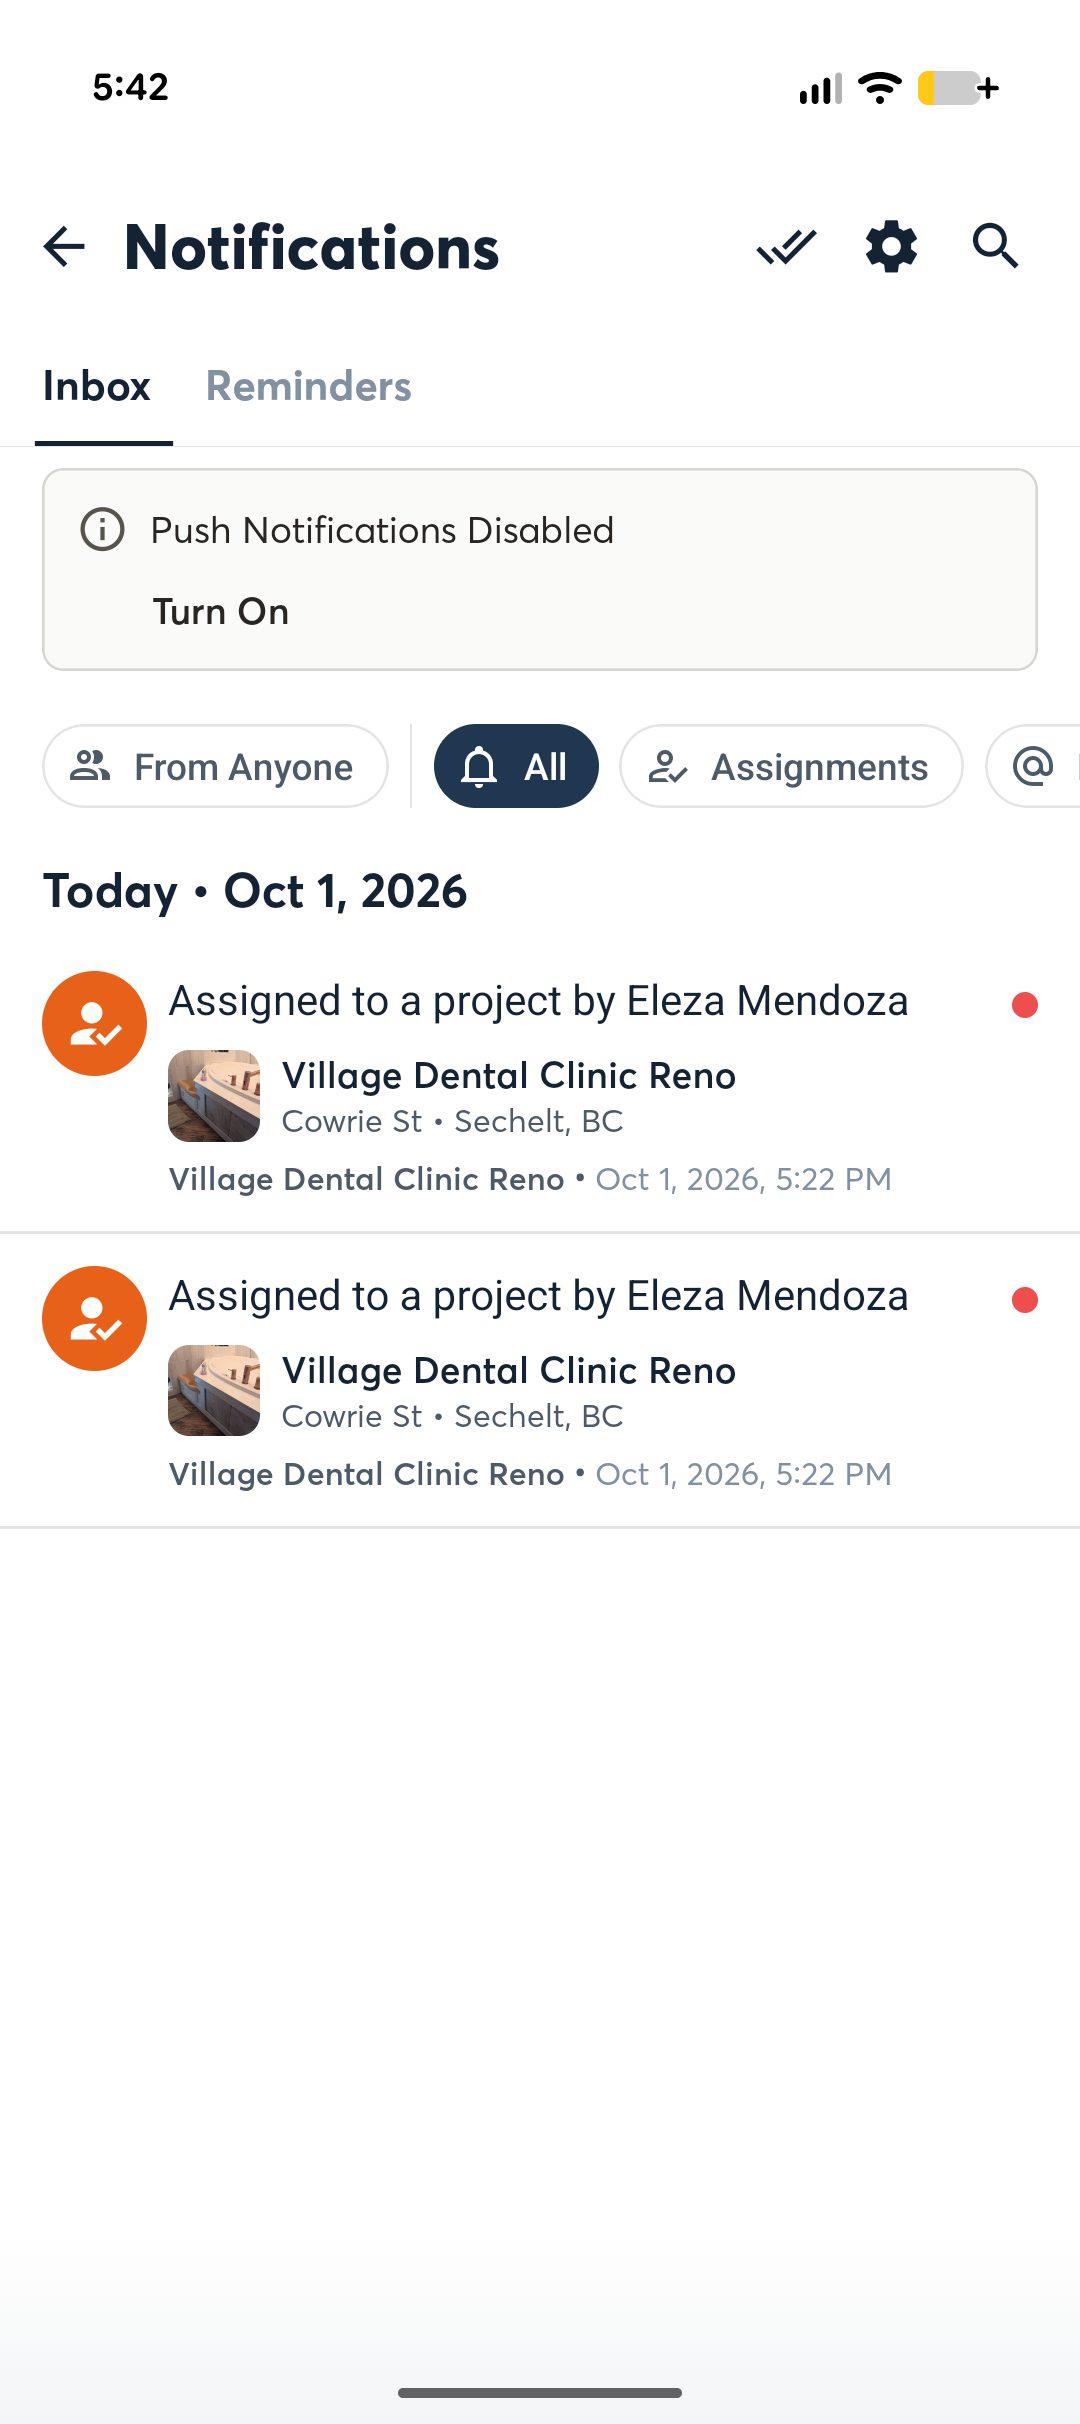 5:42
Notifications
Inbox Reminders
Push Notifications Disabled
Turn On
From Anyone All Assignments @
Today • Oct 1, 2026
Assigned to a project by Eleza Mendoza
Village Dental Clinic Reno
Cowrie St • Sechelt, BC
Village Dental Clinic Reno • Oct 1, 2026, 5:22 PM
Assigned to a project by Eleza Mendoza
Village Dental Clinic Reno
Cowrie St • Sechelt, BC
Village Dental Clinic Reno • Oct 1, 2026, 5:22 PM